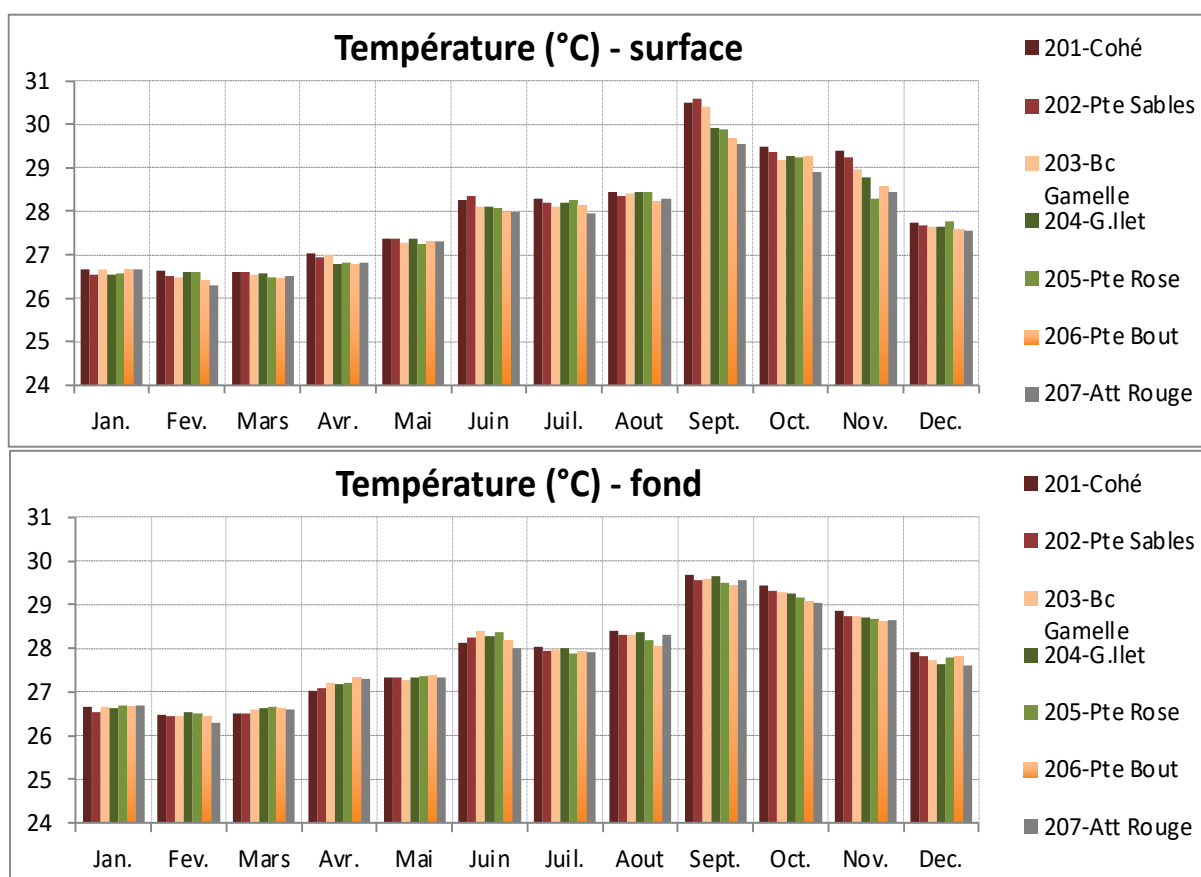 Température (°C) - surface
31
30
29
28
27
26
25
24
Jan. Fev. Mars Avr. Mai Juin Juil. Aout Sept. Oct. Nov. Dec.
201-Cohé
202-Pte Sables
203-Bc
Gamelle
204-G.Ilet
205-Pte Rose
206-Pte Bout
207-Att Rouge
Température (°C) - fond
31
30
29
28
27
26
25
24
Jan. Fev. Mars Avr. Mai Juin Juil. Aout Sept. Oct. Nov. Dec.
201-Cohé
202-Pte Sables
203-Bc
Gamelle
204-G.Ilet
205-Pte Rose
206-Pte Bout
207-Att Rouge